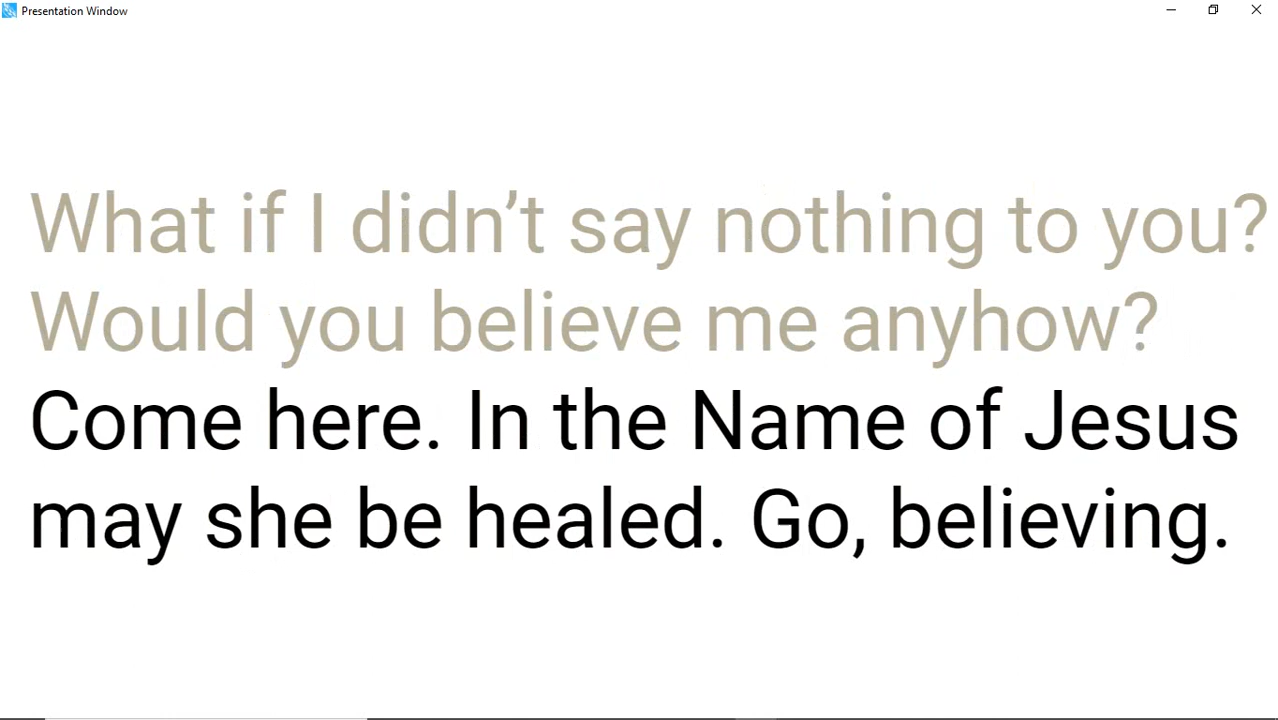 Presentation Window
What if I didn’t say nothing to you?
Would you believe me anyhow?
Come here. In the Name of Jesus
may she be healed. Go, believing.